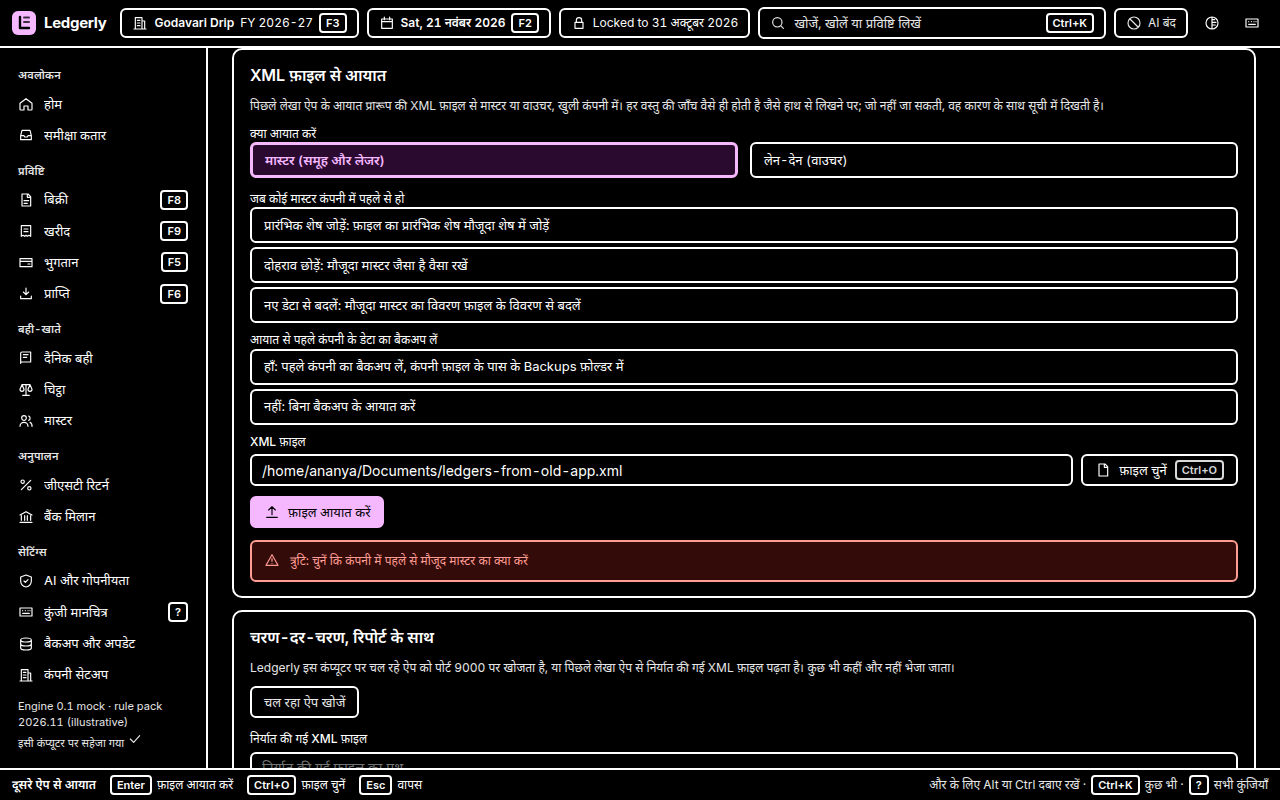 Ledgerly
Godavari Drip FY 2026-27 F3
Sat, 21 नवंबर 2026 F2
Locked to 31 अक्टूबर 2026
खोजें, खोलें या प्रविष्टि लिखें Ctrl+K
AI बंद
अवलोकन
होम
समीक्षा कतार
प्रविष्टि
बिक्री F8
खरीद F9
भुगतान F5
प्राप्ति F6
बही-खाते
दैनिक बही
चिट्ठा
मास्टर
अनुपालन
जीएसटी रिटर्न
बैंक मिलान
सेटिंग्स
AI और गोपनीयता
कुंजी मानचित्र ?
बैकअप और अपडेट
कंपनी सेटअप
Engine 0.1 mock · rule pack
2026.11 (illustrative)
इसी कंप्यूटर पर सहेजा गया
XML फ़ाइल से आयात
पिछले लेखा ऐप के आयात प्रारूप की XML फ़ाइल से मास्टर या वाउचर, खुली कंपनी में। हर वस्तु की जाँच वैसे ही होती है जैसे हाथ से लिखने पर; जो नहीं जा सकती, वह कारण के साथ सूची में दिखती है।
क्या आयात करें
मास्टर (समूह और लेजर)
लेन-देन (वाउचर)
जब कोई मास्टर कंपनी में पहले से हो
प्रारंभिक शेष जोड़ें: फ़ाइल का प्रारंभिक शेष मौजूदा शेष में जोड़ें
दोहराव छोड़ें: मौजूदा मास्टर जैसा है वैसा रखें
नए डेटा से बदलें: मौजूदा मास्टर का विवरण फ़ाइल के विवरण से बदलें
आयात से पहले कंपनी के डेटा का बैकअप लें
हाँ: पहले कंपनी का बैकअप लें, कंपनी फ़ाइल के पास के Backups फ़ोल्डर में
नहीं: बिना बैकअप के आयात करें
XML फ़ाइल
/home/ananya/Documents/ledgers-from-old-app.xml
फ़ाइल चुनें Ctrl+O
फ़ाइल आयात करें
त्रुटि: चुनें कि कंपनी में पहले से मौजूद मास्टर का क्या करें
चरण-दर-चरण, रिपोर्ट के साथ
Ledgerly इस कंप्यूटर पर चल रहे ऐप को पोर्ट 9000 पर खोजता है, या पिछले लेखा ऐप से निर्यात की गई XML फ़ाइल पढ़ता है। कुछ भी कहीं और नहीं भेजा जाता।
चल रहा ऐप खोजें
निर्यात की गई XML फ़ाइल
निर्यात की गई फ़ाइल का पथ
दूसरे ऐप से आयात Enter फ़ाइल आयात करें Ctrl+O फ़ाइल चुनें Esc वापस
और के लिए Alt या Ctrl दबाए रखें · Ctrl+K कुछ भी · ? सभी कुंजियाँ